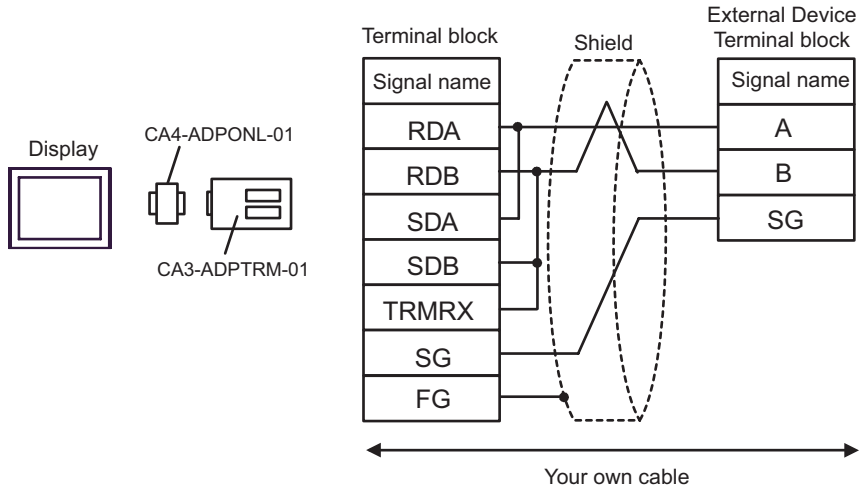 Display
CA4-ADPONL-01
CA3-ADPTRM-01
Terminal block
Signal name
RDA
RDB
SDA
SDB
TRMRX
SG
FG
Shield
External Device
Terminal block
Signal name
A
B
SG
Your own cable